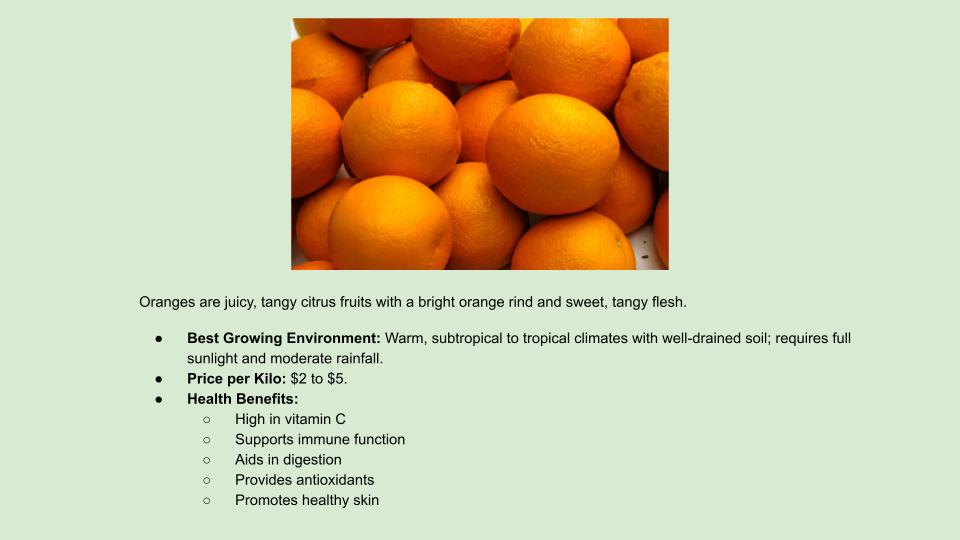 Oranges are juicy, tangy citrus fruits with a bright orange rind and sweet, tangy flesh.
● Best Growing Environment: Warm, subtropical to tropical climates with well-drained soil; requires full
sunlight and moderate rainfall.
● Price per Kilo: $2 to $5.
● Health Benefits:
○ High in vitamin C
○ Supports immune function
○ Aids in digestion
○ Provides antioxidants
○ Promotes healthy skin